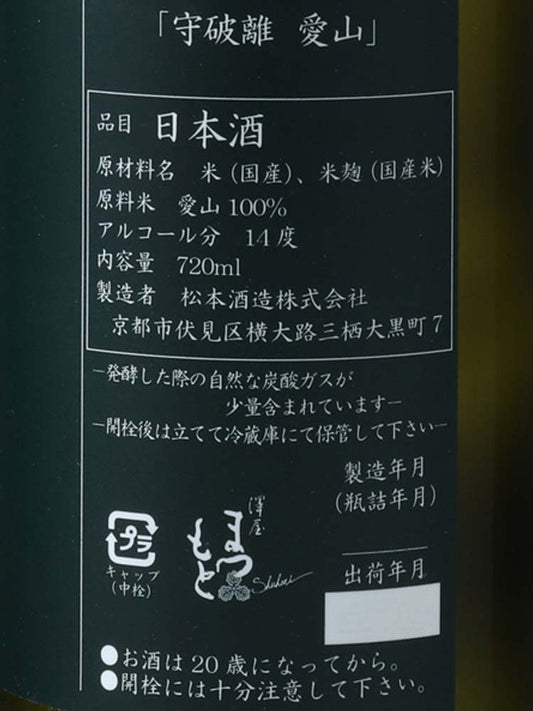 「守破離 愛山」
品目 日本酒
原材料名 米(国産)、米麹(国産米)
原料米 愛山100%
アルコール分 14度
内容量 720ml
製造者 松本酒造株式会社
京都市伏見区横大路三栖大黒町7
―発酵した際の自然な炭酸ガスが
少量含まれています―
―開栓後は立てて冷蔵庫にて保管して下さい―
製造年月
(瓶詰年月)
出荷年月
プラ
キャップ
(中栓)
澤屋
まつもと
Shuhari
●お酒は20歳になってから。
●開栓には十分注意して下さい。